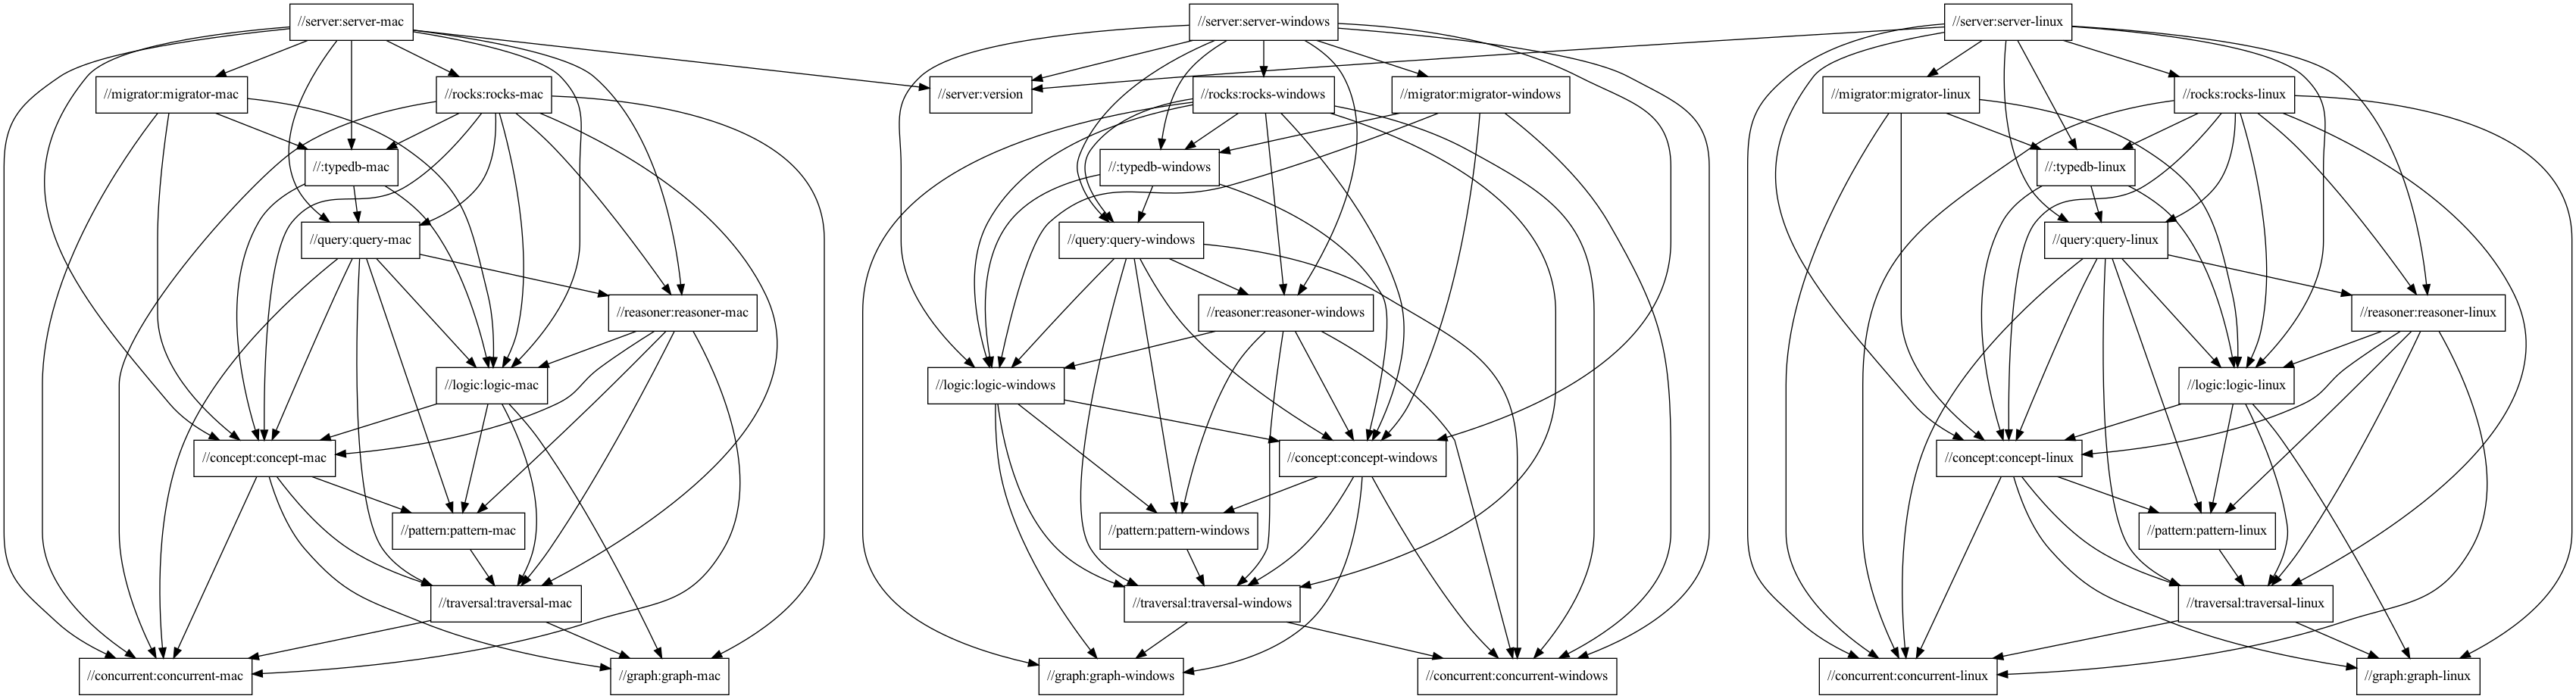 //server:server-mac
//server:server-windows
//server:server-linux
//migrator:migrator-mac
//rocks:rocks-mac
//server:version
//rocks:rocks-windows
//migrator:migrator-windows
//migrator:migrator-linux
//rocks:rocks-linux
//:typedb-mac
//:typedb-windows
//:typedb-linux
//query:query-mac
//query:query-windows
//query:query-linux
//reasoner:reasoner-mac
//reasoner:reasoner-windows
//reasoner:reasoner-linux
//logic:logic-mac
//logic:logic-windows
//logic:logic-linux
//concept:concept-mac
//concept:concept-windows
//concept:concept-linux
//pattern:pattern-mac
//pattern:pattern-windows
//pattern:pattern-linux
//traversal:traversal-mac
//traversal:traversal-windows
//traversal:traversal-linux
//concurrent:concurrent-mac
//graph:graph-mac
//graph:graph-windows
//concurrent:concurrent-windows
//concurrent:concurrent-linux
//graph:graph-linux